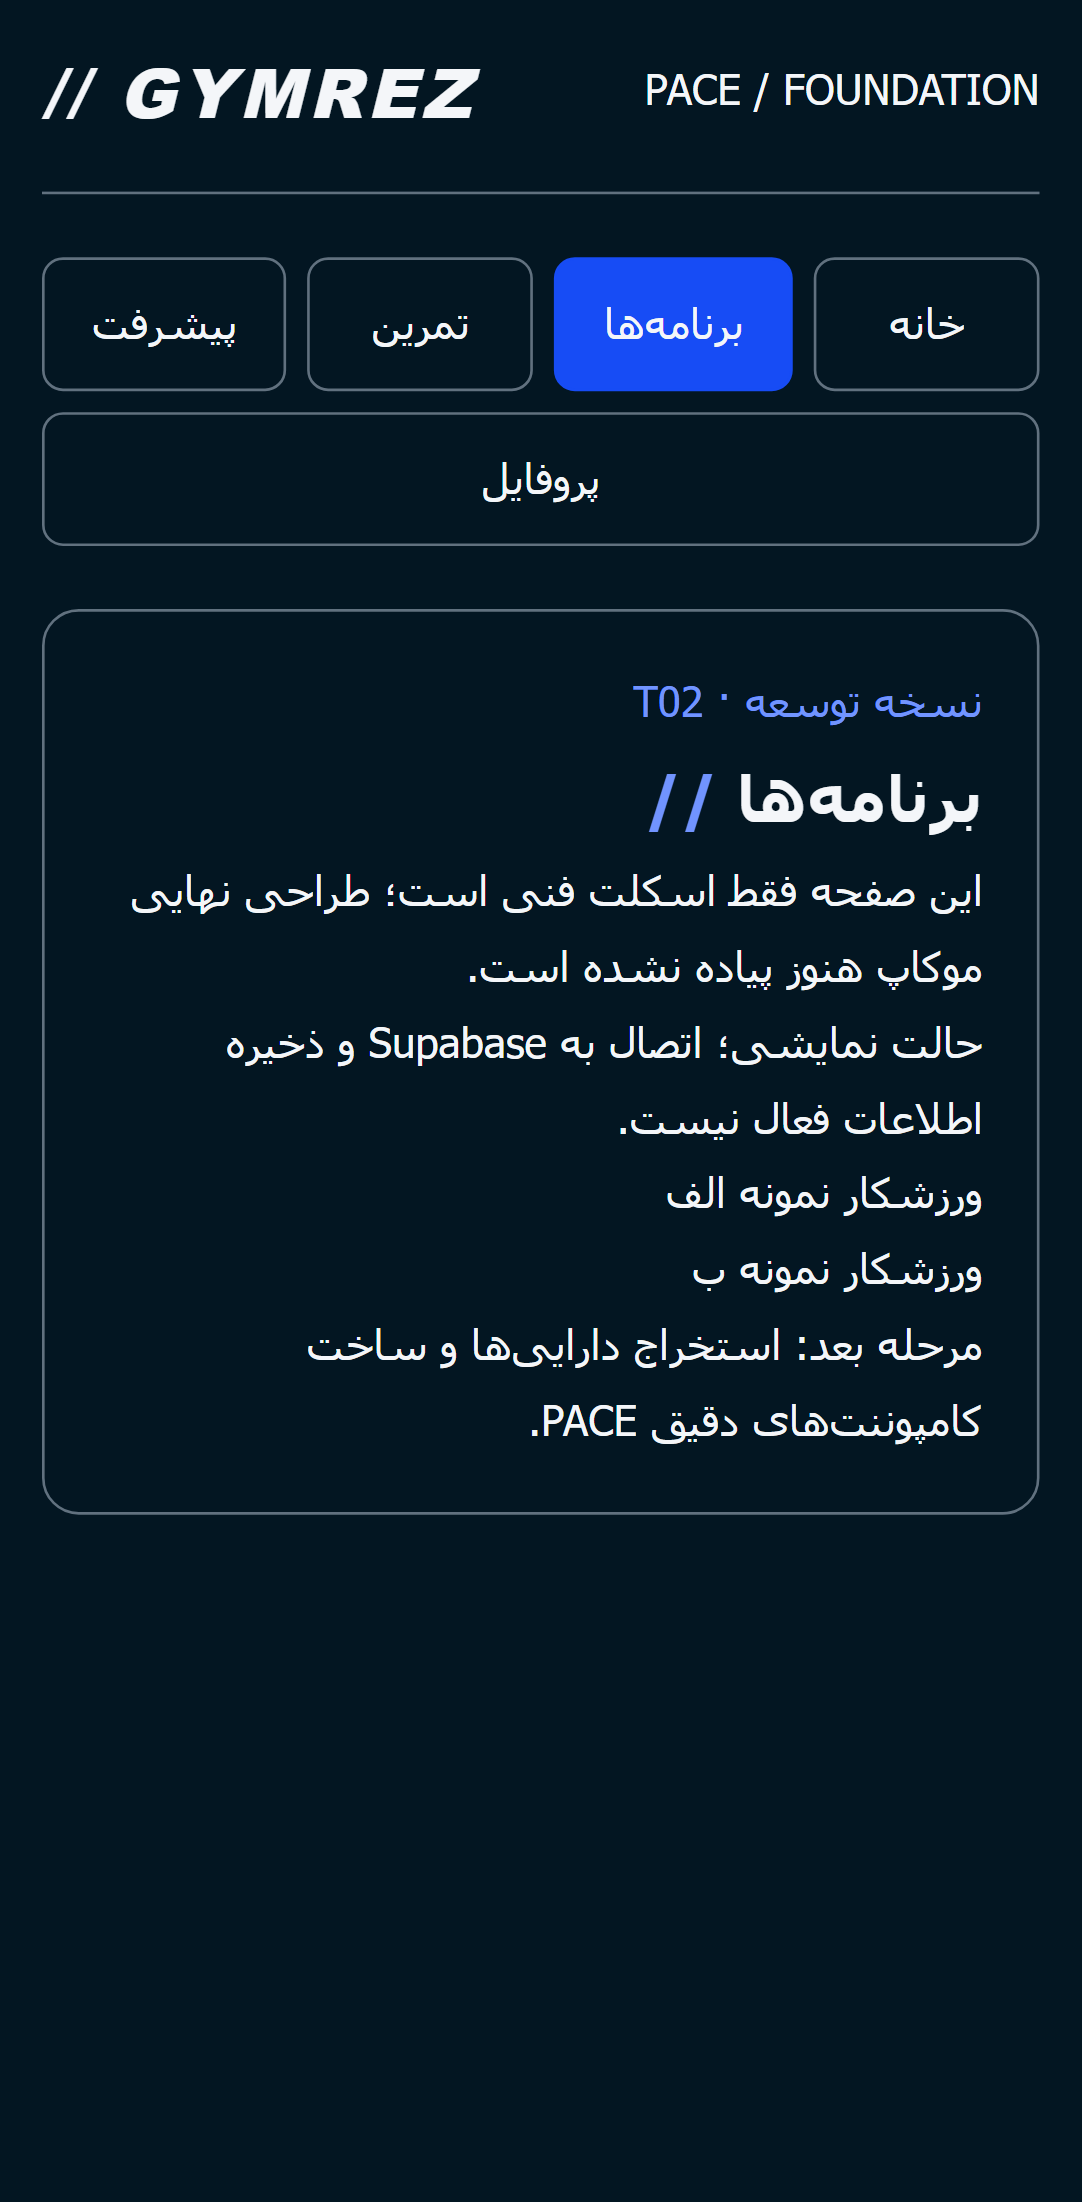 // GYMREZ
PACE / FOUNDATION
خانه
برنامه‌ها
تمرین
پیشرفت
پروفایل
نسخه توسعه · T02
برنامه‌ها //
این صفحه فقط اسکلت فنی است؛ طراحی نهایی
موکاپ هنوز پیاده نشده است.
حالت نمایشی؛ اتصال به Supabase و ذخیره
اطلاعات فعال نیست.
ورزشکار نمونه الف
ورزشکار نمونه ب
مرحله بعد: استخراج دارایی‌ها و ساخت
کامپوننت‌های دقیق PACE.